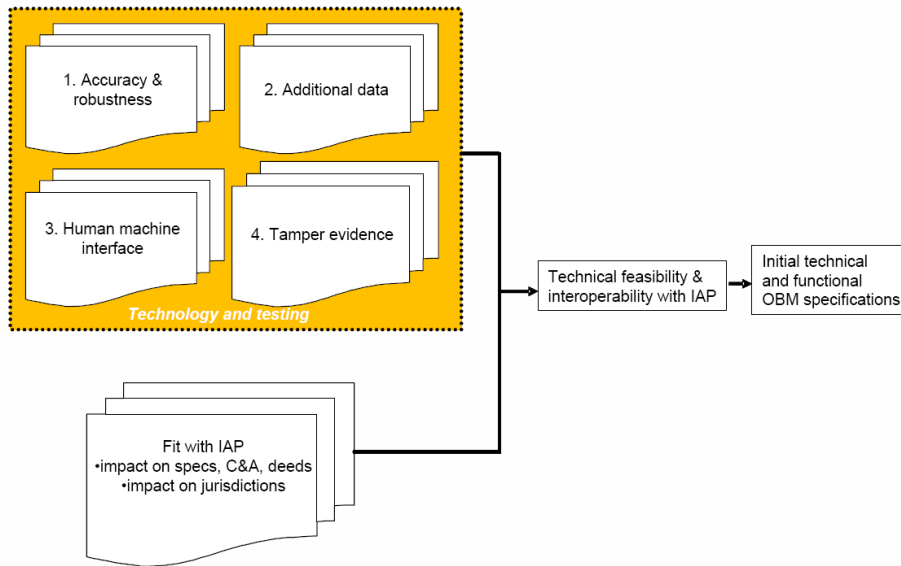 1. Accuracy &
robustness
2. Additional data
3. Human machine
interface
4. Tamper evidence
Technology and testing
Technical feasibility &
interoperability with IAP
Initial technical
and functional
OBM specifications
Fit with IAP
•impact on specs, C&A, deeds
•impact on jurisdictions